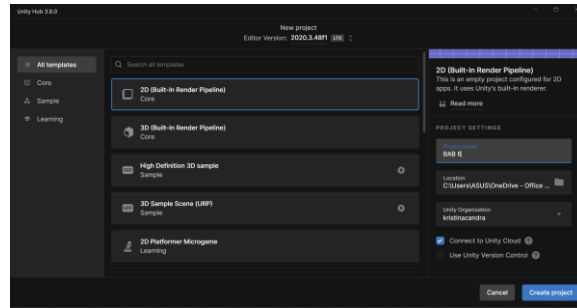 Unity Hub 3.8.0
New project
Editor Version: 2020.3.48f1 LTS
All templates
Core
Sample
Learning
Search all templates
2D (Built-In Render Pipeline)
Core
3D (Built-In Render Pipeline)
Core
High Definition 3D sample
Sample
3D Sample Scene (URP)
Sample
2D Platformer Microgame
Learning
2D (Built-In Render Pipeline)
This is an empty project configured for 2D
apps. It uses Unity's built-in renderer.
Read more
PROJECT SETTINGS
Project name
BAB 6
Location
C:\Users\ASUS\OneDrive - Office ...
Unity Organization
kristinacandra
Connect to Unity Cloud
Use Unity Version Control
Cancel
Create project